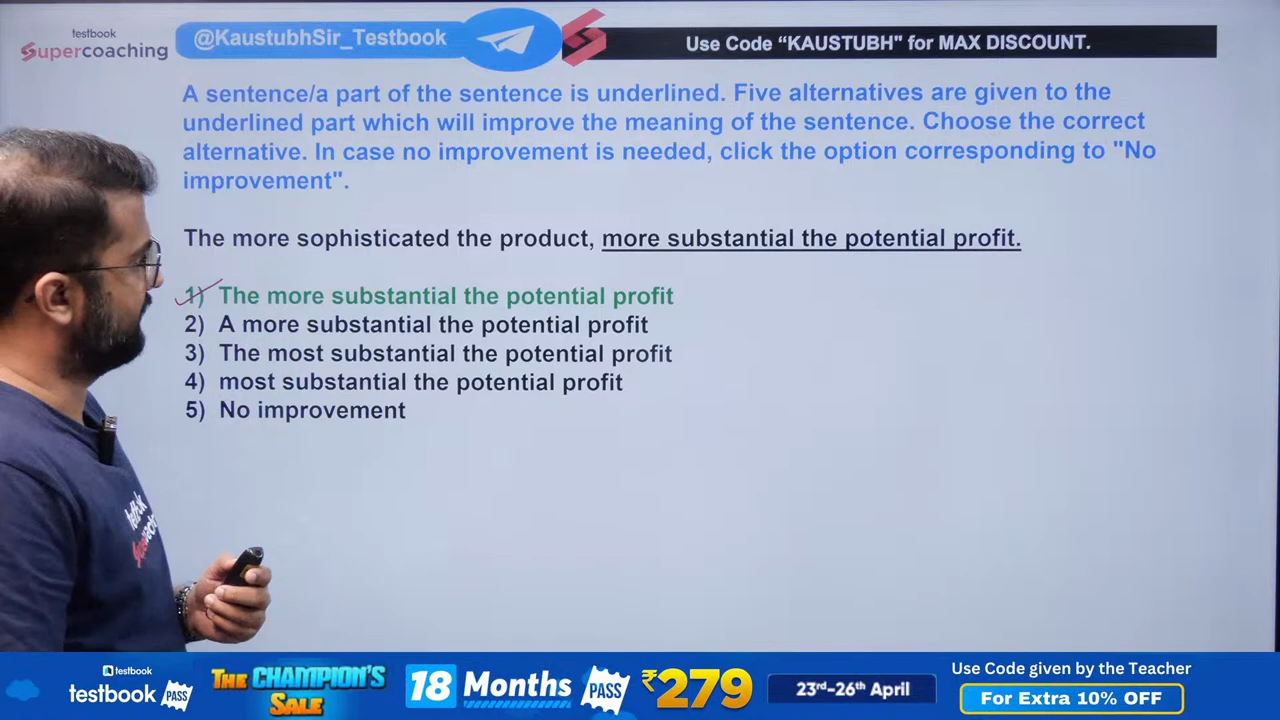 testbook
Supercoaching
@KaustubhSir_Testbook
Use Code “KAUSTUBH" for MAX DISCOUNT.
A sentence/a part of the sentence is underlined. Five alternatives are given to the
underlined part which will improve the meaning of the sentence. Choose the correct
alternative. In case no improvement is needed, click the option corresponding to "No
improvement".
The more sophisticated the product, more substantial the potential profit.
1) The more substantial the potential profit
2) A more substantial the potential profit
3) The most substantial the potential profit
4) most substantial the potential profit
5) No improvement
testbook
testbook PASS
THE CHAMPION'S
SALE
18 Months PASS ₹279
23rd-26th April
Use Code given by the Teacher
For Extra 10% OFF